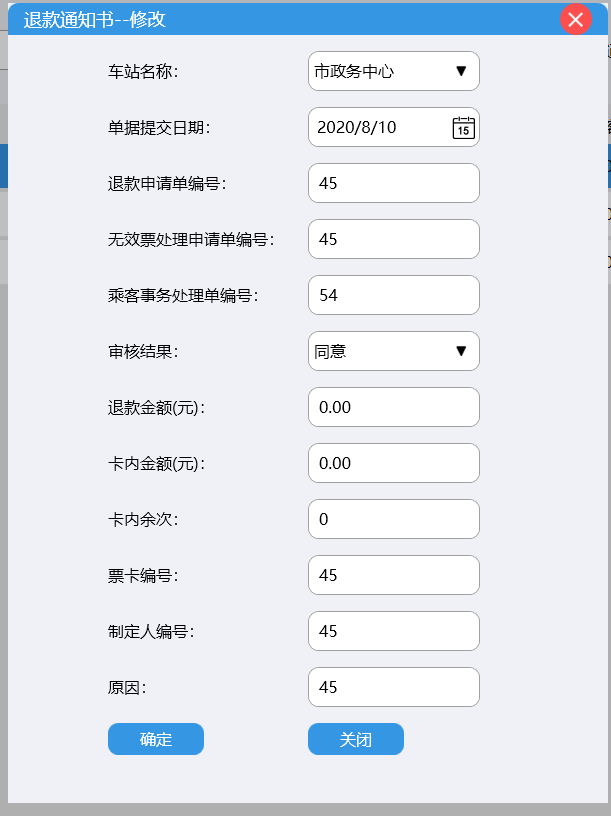 退款通知书--修改
车站名称： 市政务中心
单据提交日期： 2020/8/10 15
退款申请单编号： 45
无效票处理申请单编号： 45
乘客事务处理单编号： 54
审核结果： 同意
退款金额(元)： 0.00
卡内金额(元)： 0.00
卡内余次： 0
票卡编号： 45
制定人编号： 45
原因： 45
确定 关闭